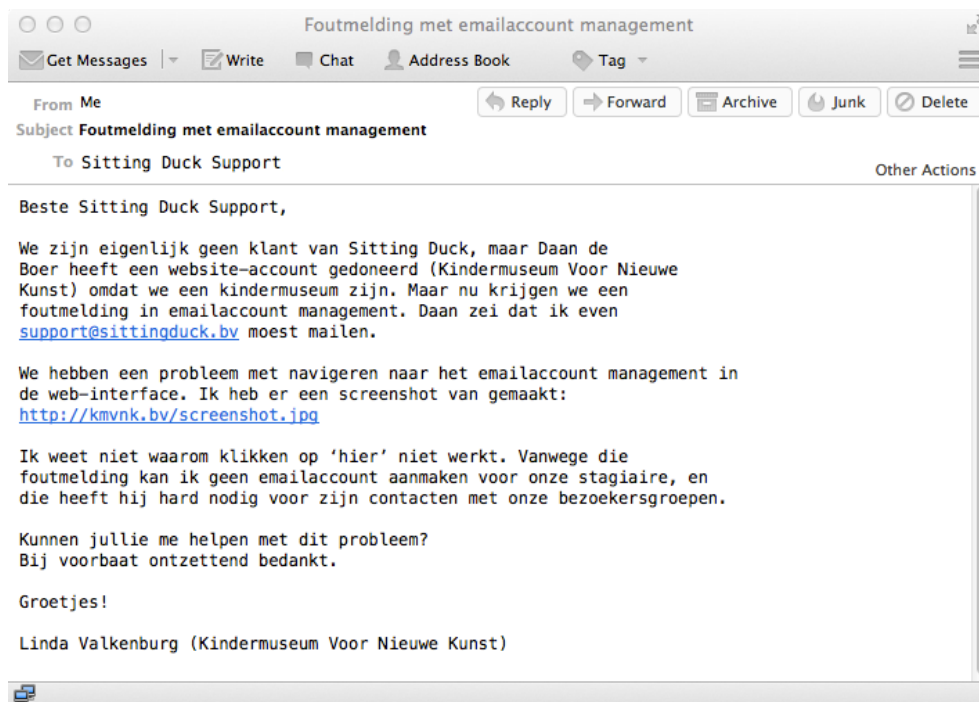 Foutmelding met emailaccount management
Get Messages Write Chat Address Book Tag
From Me Reply Forward Archive Junk Delete
Subject Foutmelding met emailaccount management
To Sitting Duck Support
Other Actions
Beste Sitting Duck Support,
We zijn eigenlijk geen klant van Sitting Duck, maar Daan de
Boer heeft een website-account gedoneerd (Kindermuseum Voor Nieuwe
Kunst) omdat we een kindermuseum zijn. Maar nu krijgen we een
foutmelding in emailaccount management. Daan zei dat ik even
support@sittingduck.bv moest mailen.
We hebben een probleem met navigeren naar het emailaccount management in
de web-interface. Ik heb er een screenshot van gemaakt:
http://kmvnk.bv/screenshot.jpg
Ik weet niet waarom klikken op ‘hier’ niet werkt. Vanwege die
foutmelding kan ik geen emailaccount aanmaken voor onze stagiaire, en
die heeft hij hard nodig voor zijn contacten met onze bezoekersgroepen.
Kunnen jullie me helpen met dit probleem?
Bij voorbaat ontzettend bedankt.
Groetjes!
Linda Valkenburg (Kindermuseum Voor Nieuwe Kunst)